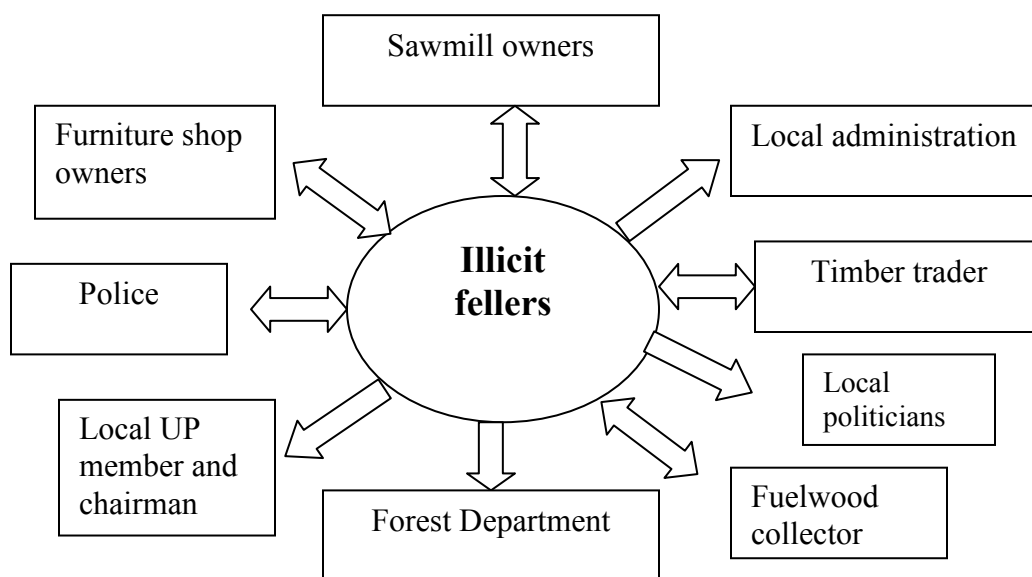 Sawmill owners
Furniture shop
owners
Local administration
Illicit
fellers
Police
Timber trader
Local
politicians
Local UP
member and
chairman
Forest Department
Fuelwood
collector